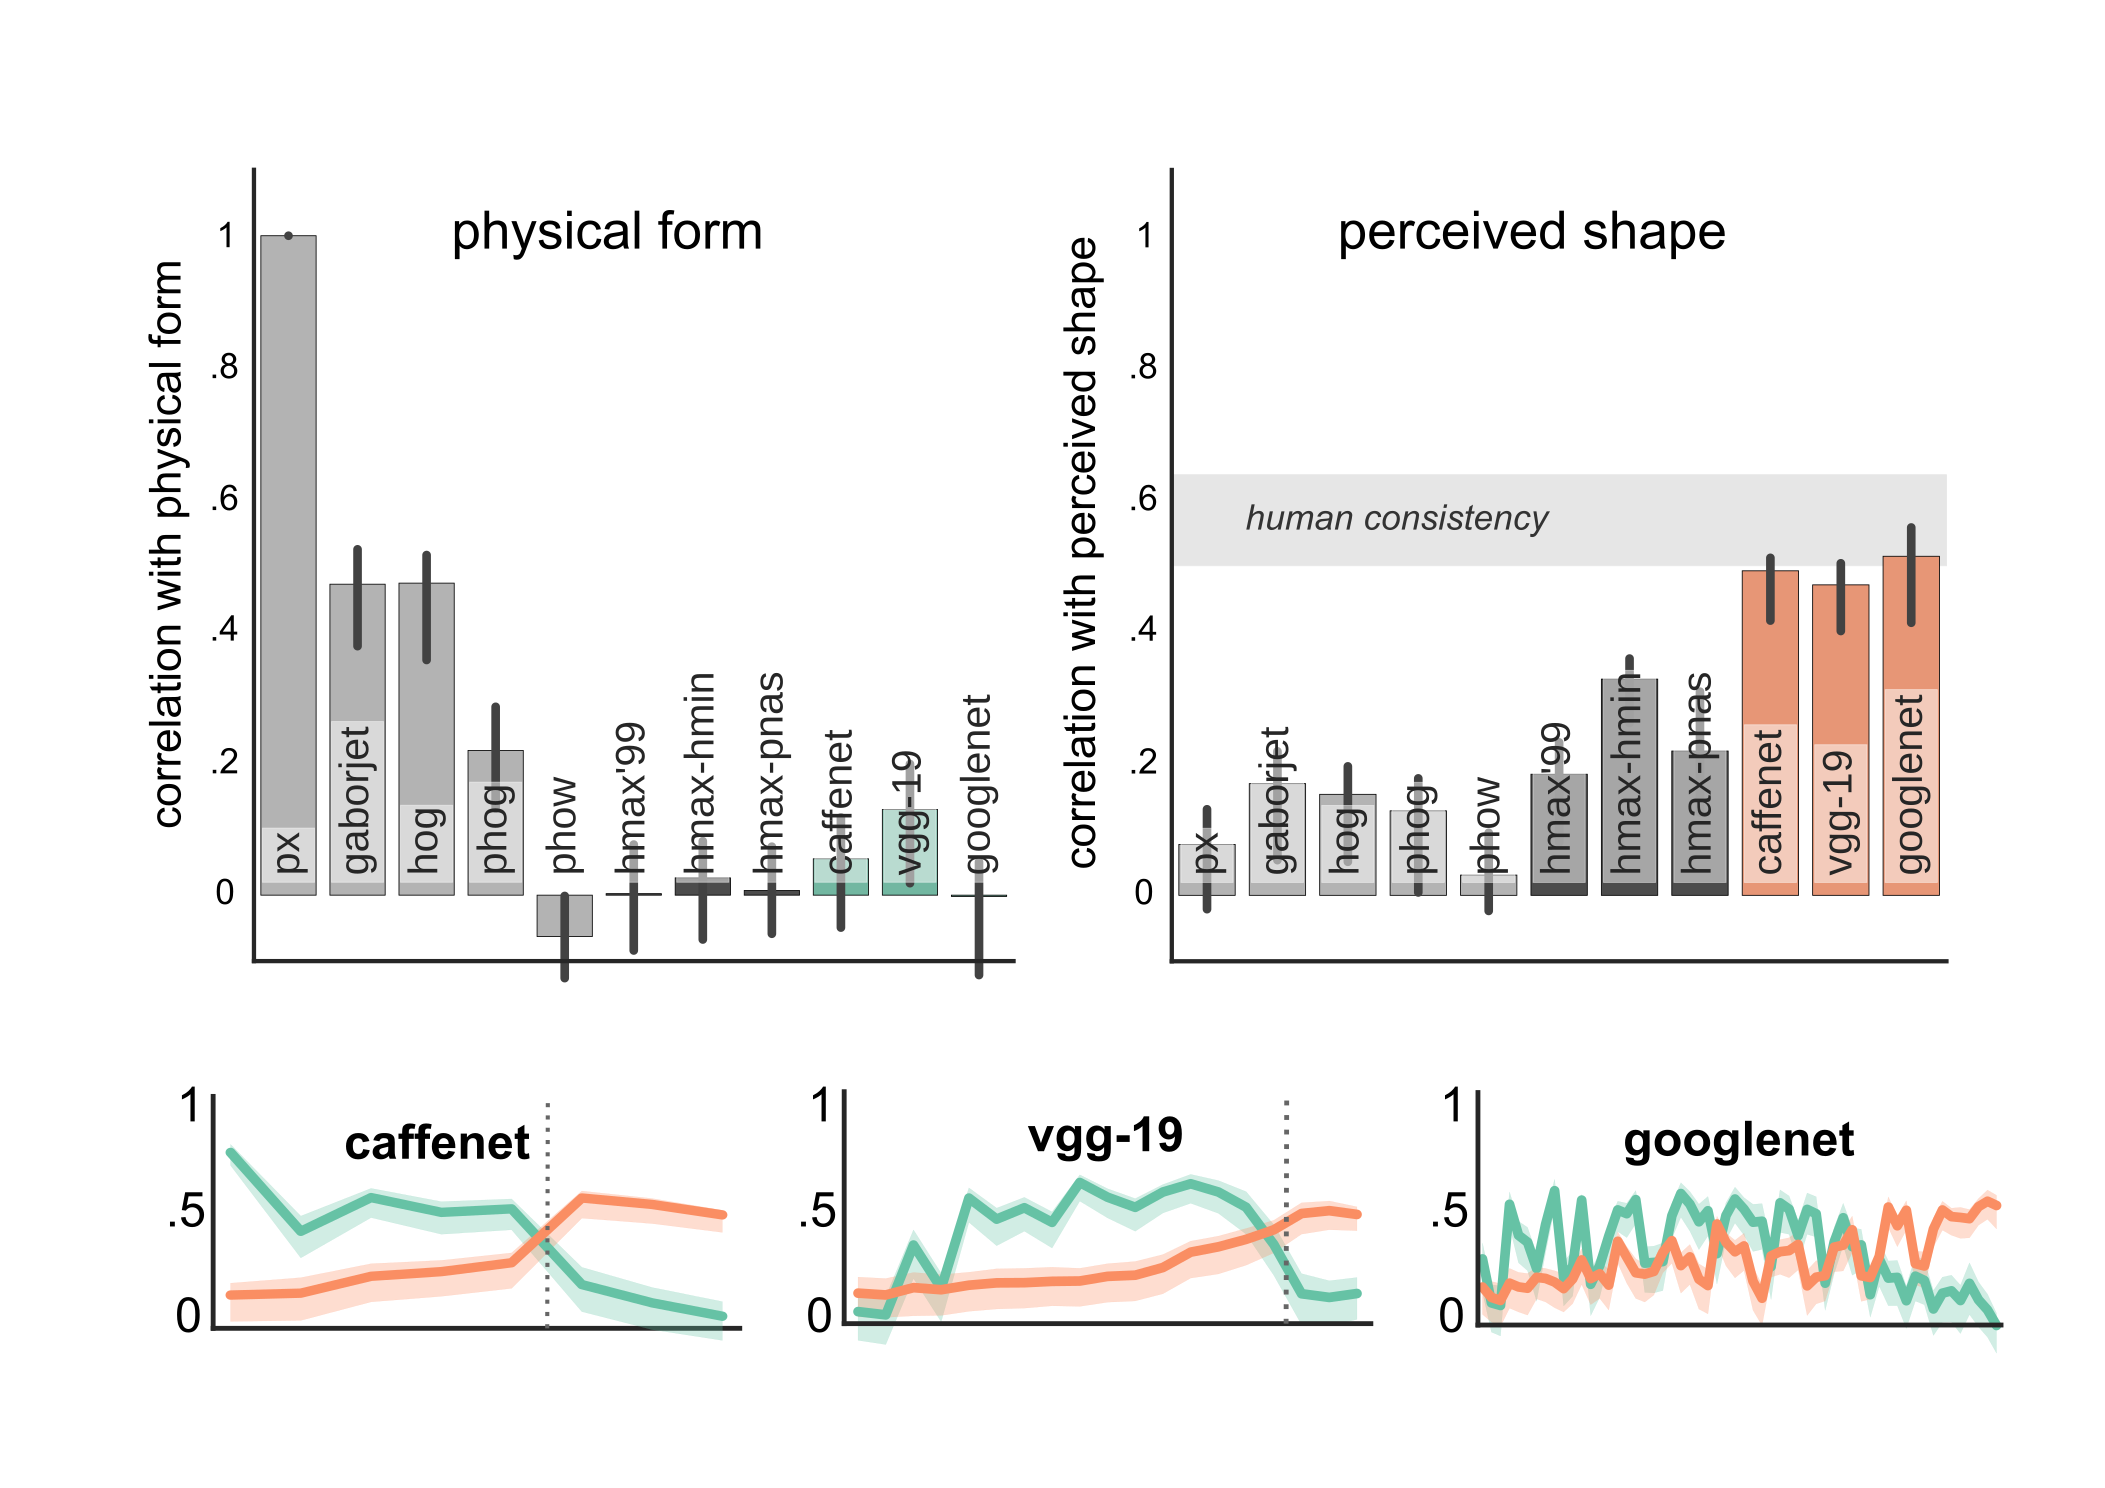 physical form
correlation with physical form
1
.8
.6
.4
.2
0
px
gaborjet
hog
phog
phow
hmax'99
hmax-hmin
hmax-pnas
caffenet
vgg-19
googlenet
perceived shape
correlation with perceived shape
1
.8
.6
.4
.2
0
human consistency
px
gaborjet
hog
phog
phow
hmax'99
hmax-hmin
hmax-pnas
caffenet
vgg-19
googlenet
caffenet
1
.5
0
vgg-19
1
.5
0
googlenet
1
.5
0